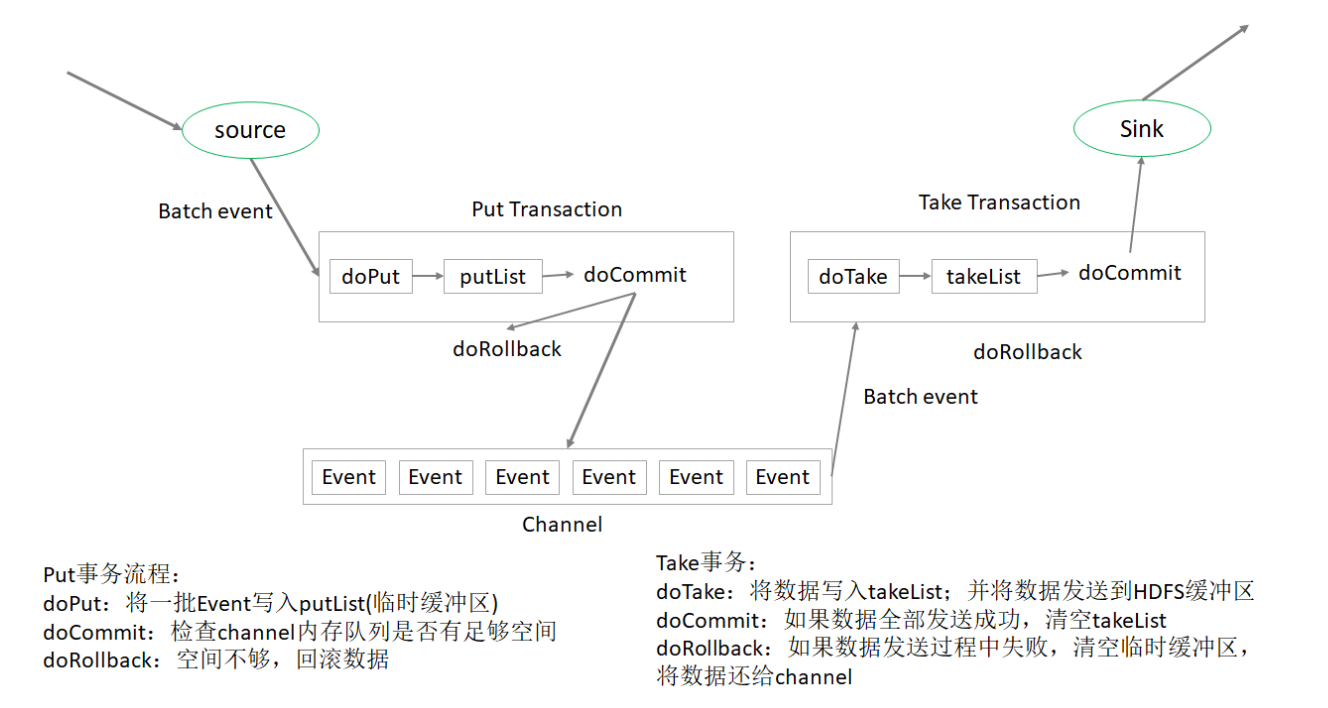 source
Sink
Batch event
Put Transaction
Take Transaction
doPut
putList
doCommit
doTake
takeList
doCommit
doRollback
doRollback
Batch event
Event
Event
Event
Event
Event
Event
Channel
Put事务流程：
doPut：将一批Event写入putList(临时缓冲区)
doCommit：检查channel内存队列是否有足够空间
doRollback：空间不够，回滚数据
Take事务：
doTake：将数据写入takeList；并将数据发送到HDFS缓冲区
doCommit：如果数据全部发送成功，清空takeList
doRollback：如果数据发送过程中失败，清空临时缓冲区，
将数据还给channel